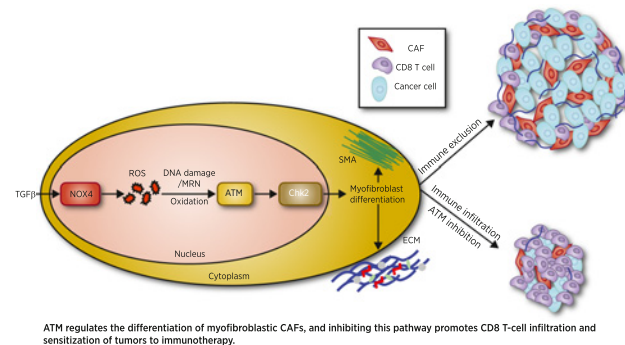 CAF
CD8 T cell
Cancer cell
Immune exclusion
SMA
ROS
DNA damage
/MRN
TGFβ
NOX4
Oxidation
ATM
Chk2
Myofibroblast
differentiation
Immune infiltration
ATM inhibition
ECM
Nucleus
Cytoplasm
ATM regulates the differentiation of myofibroblastic CAFs, and inhibiting this pathway promotes CD8 T-cell infiltration and
sensitization of tumors to immunotherapy.